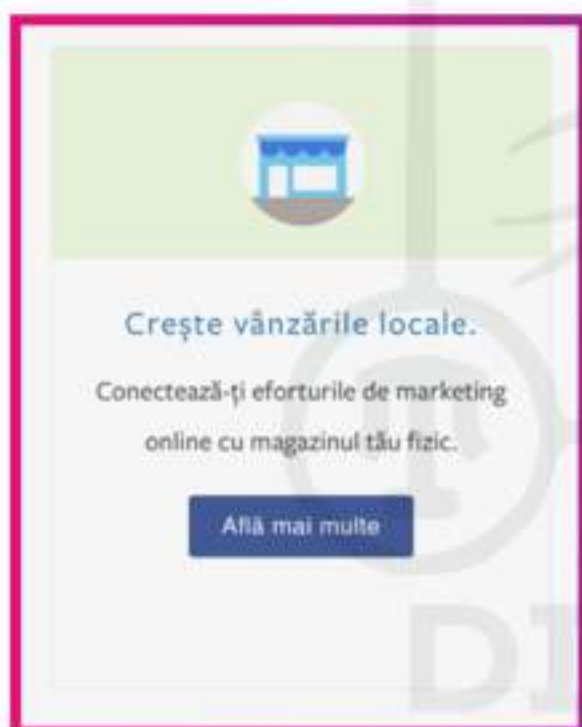 Crește vânzările locale.
Conectează-ți eforturile de marketing
online cu magazinul tău fizic.
Află mai multe